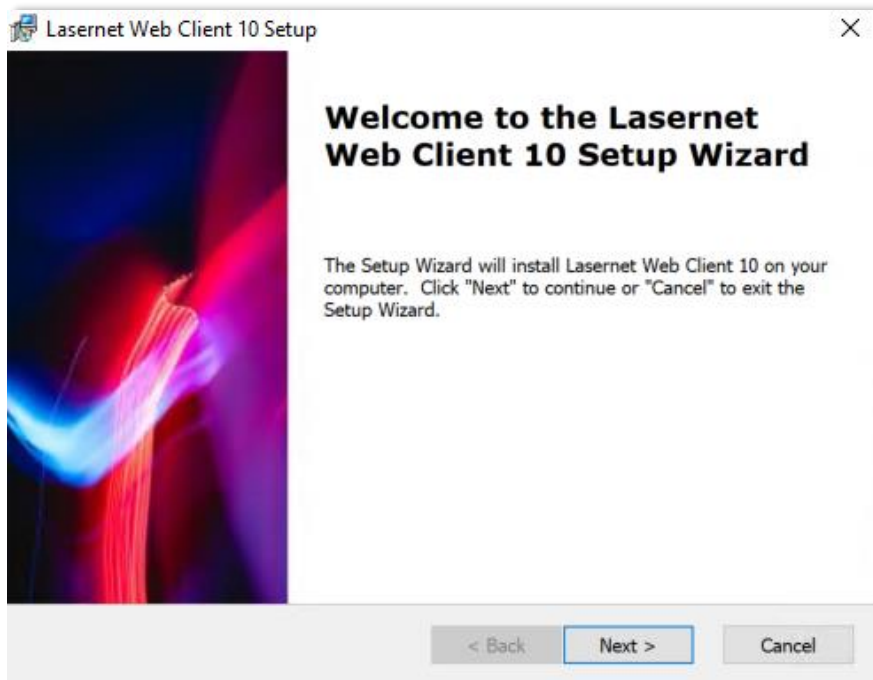 Lasernet Web Client 10 Setup
Welcome to the Lasernet
Web Client 10 Setup Wizard
The Setup Wizard will install Lasernet Web Client 10 on your
computer. Click "Next" to continue or "Cancel" to exit the
Setup Wizard.
< Back Next > Cancel